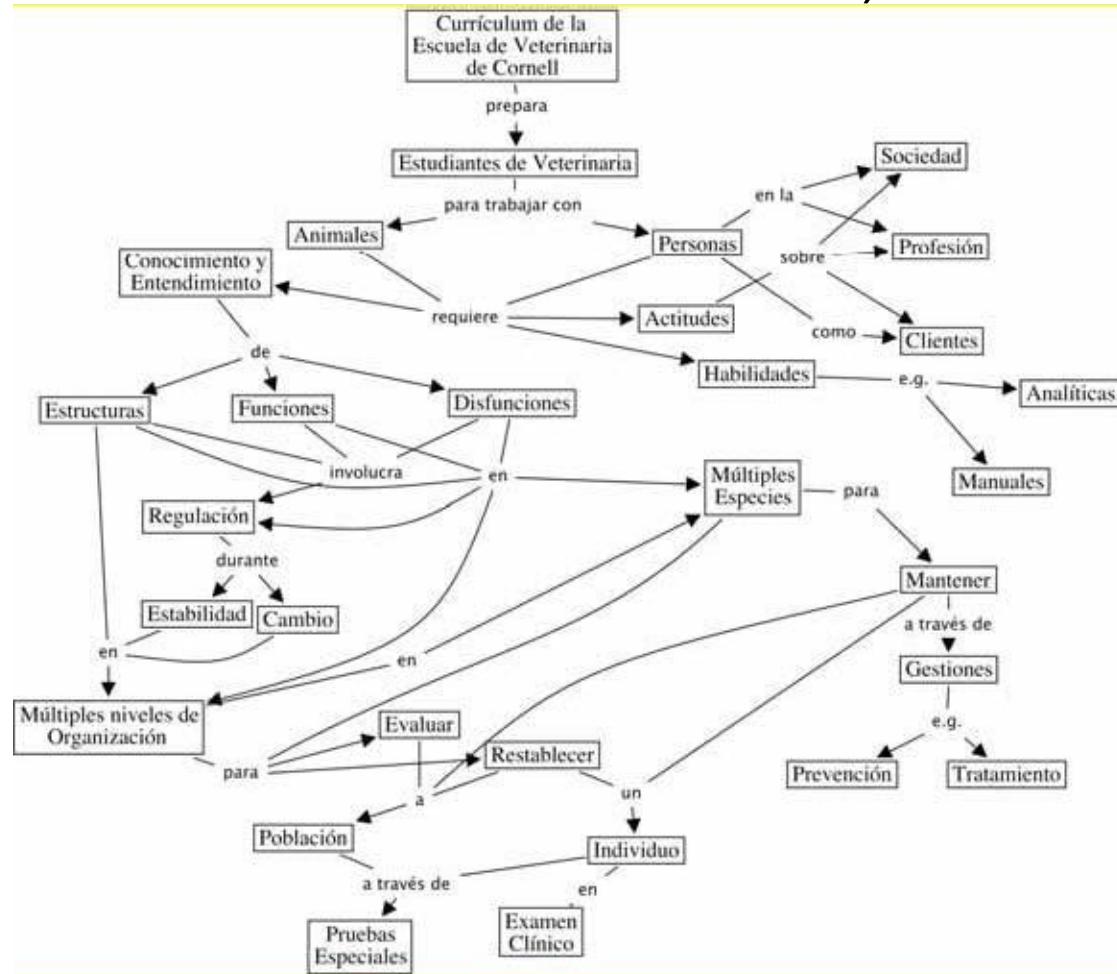 Currículum de la
Escuela de Veterinaria
de Cornell
prepara
Estudiantes de Veterinaria
para trabajar con
Animales
Personas
en la
Sociedad
Profesión
sobre
Conocimiento y
Entendimiento
requiere
Actitudes
como
Clientes
Habilidades
e.g.
Analíticas
Manuales
de
Estructuras
Funciones
Disfunciones
involucra
en
Múltiples
Especies
para
Regulación
durante
Estabilidad
Cambio
en
en
Mantener
a través de
Gestiones
e.g.
Prevención
Tratamiento
Múltiples niveles de
Organización
para
Evaluar
Restablecer
a
un
Población
Individuo
a través de
en
Pruebas
Especiales
Examen
Clínico